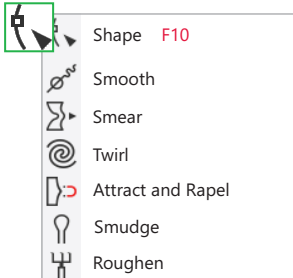 Shape F10
Smooth
Smear
Twirl
Attract and Rapel
Smudge
Roughen